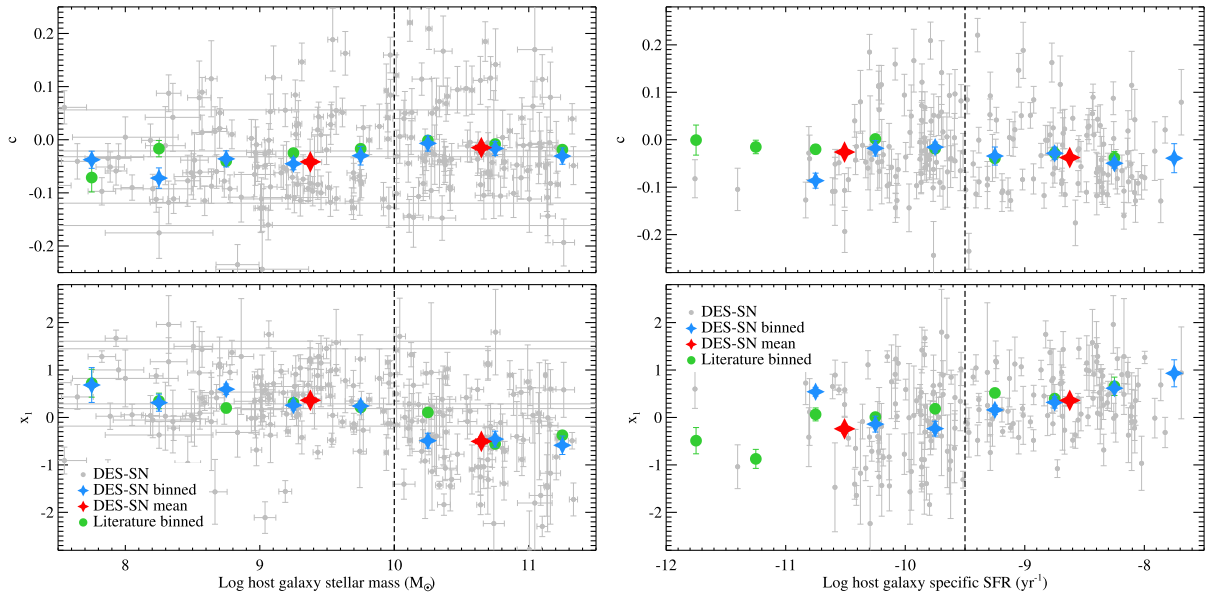 0.2
0.1
0.0
-0.1
-0.2
c
2
1
0
-1
-2
x₁
DES-SN
DES-SN binned
DES-SN mean
Literature binned
8
9
10
11
Log host galaxy stellar mass (M☉)
0.2
0.1
0.0
-0.1
-0.2
c
2
1
0
-1
-2
x₁
DES-SN
DES-SN binned
DES-SN mean
Literature binned
-12
-11
-10
-9
-8
Log host galaxy specific SFR (yr⁻¹)